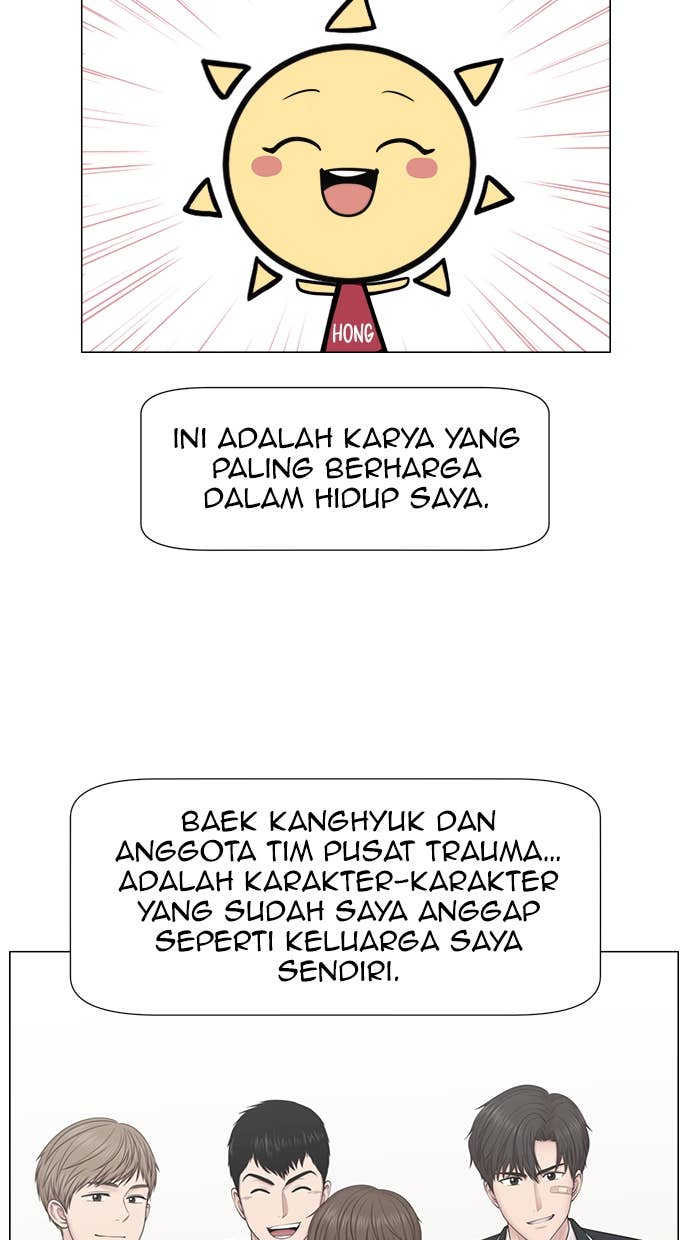 HONG
INI ADALAH KARYA YANG
PALING BERHARGA
DALAM HIDUP SAYA.
BAEK KANGHYUK DAN
ANGGOTA TIM PUSAT TRAUMA...
ADALAH KARAKTER-KARAKTER
YANG SUDAH SAYA ANGGAP
SEPERTI KELUARGA SAYA
SENDIRI.